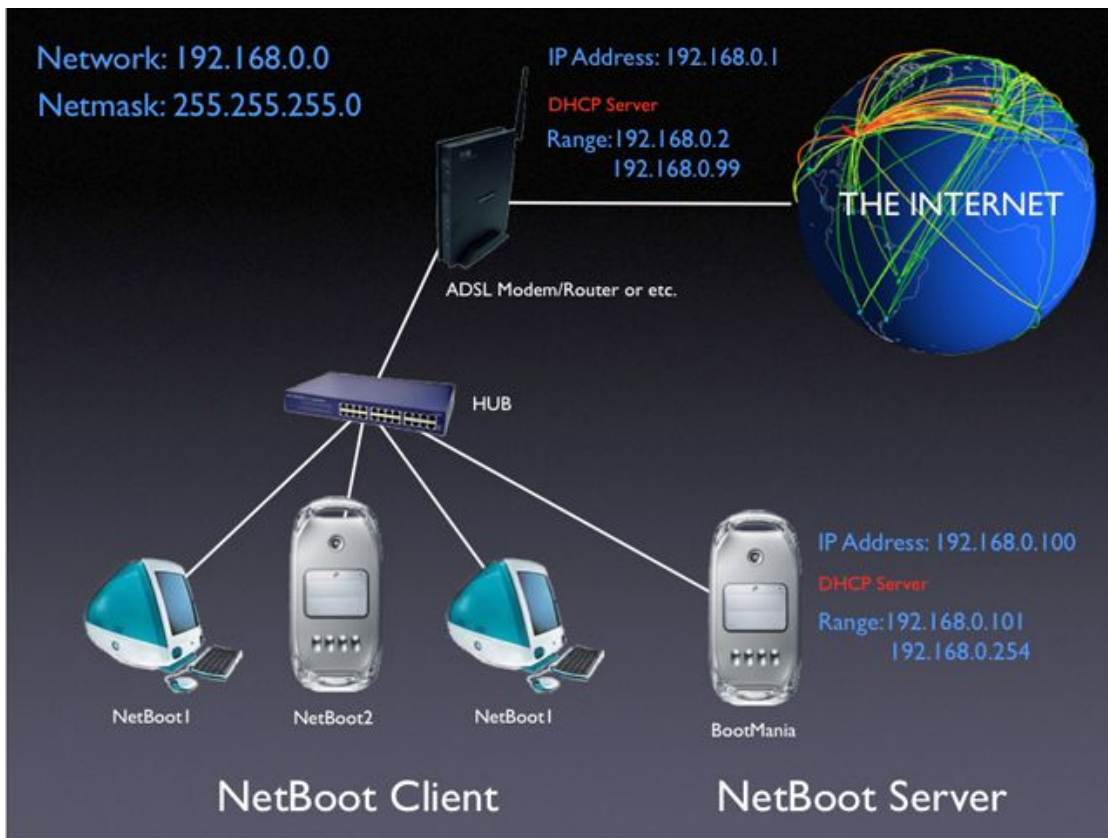 Network: 192.168.0.0
Netmask: 255.255.255.0
IP Address: 192.168.0.1
DHCP Server
Range:192.168.0.2
192.168.0.99
THE INTERNET
ADSL Modem/Router or etc.
HUB
IP Address: 192.168.0.100
DHCP Server
Range:192.168.0.101
192.168.0.254
NetBoot1
NetBoot2
NetBoot1
BootMania
NetBoot Client
NetBoot Server